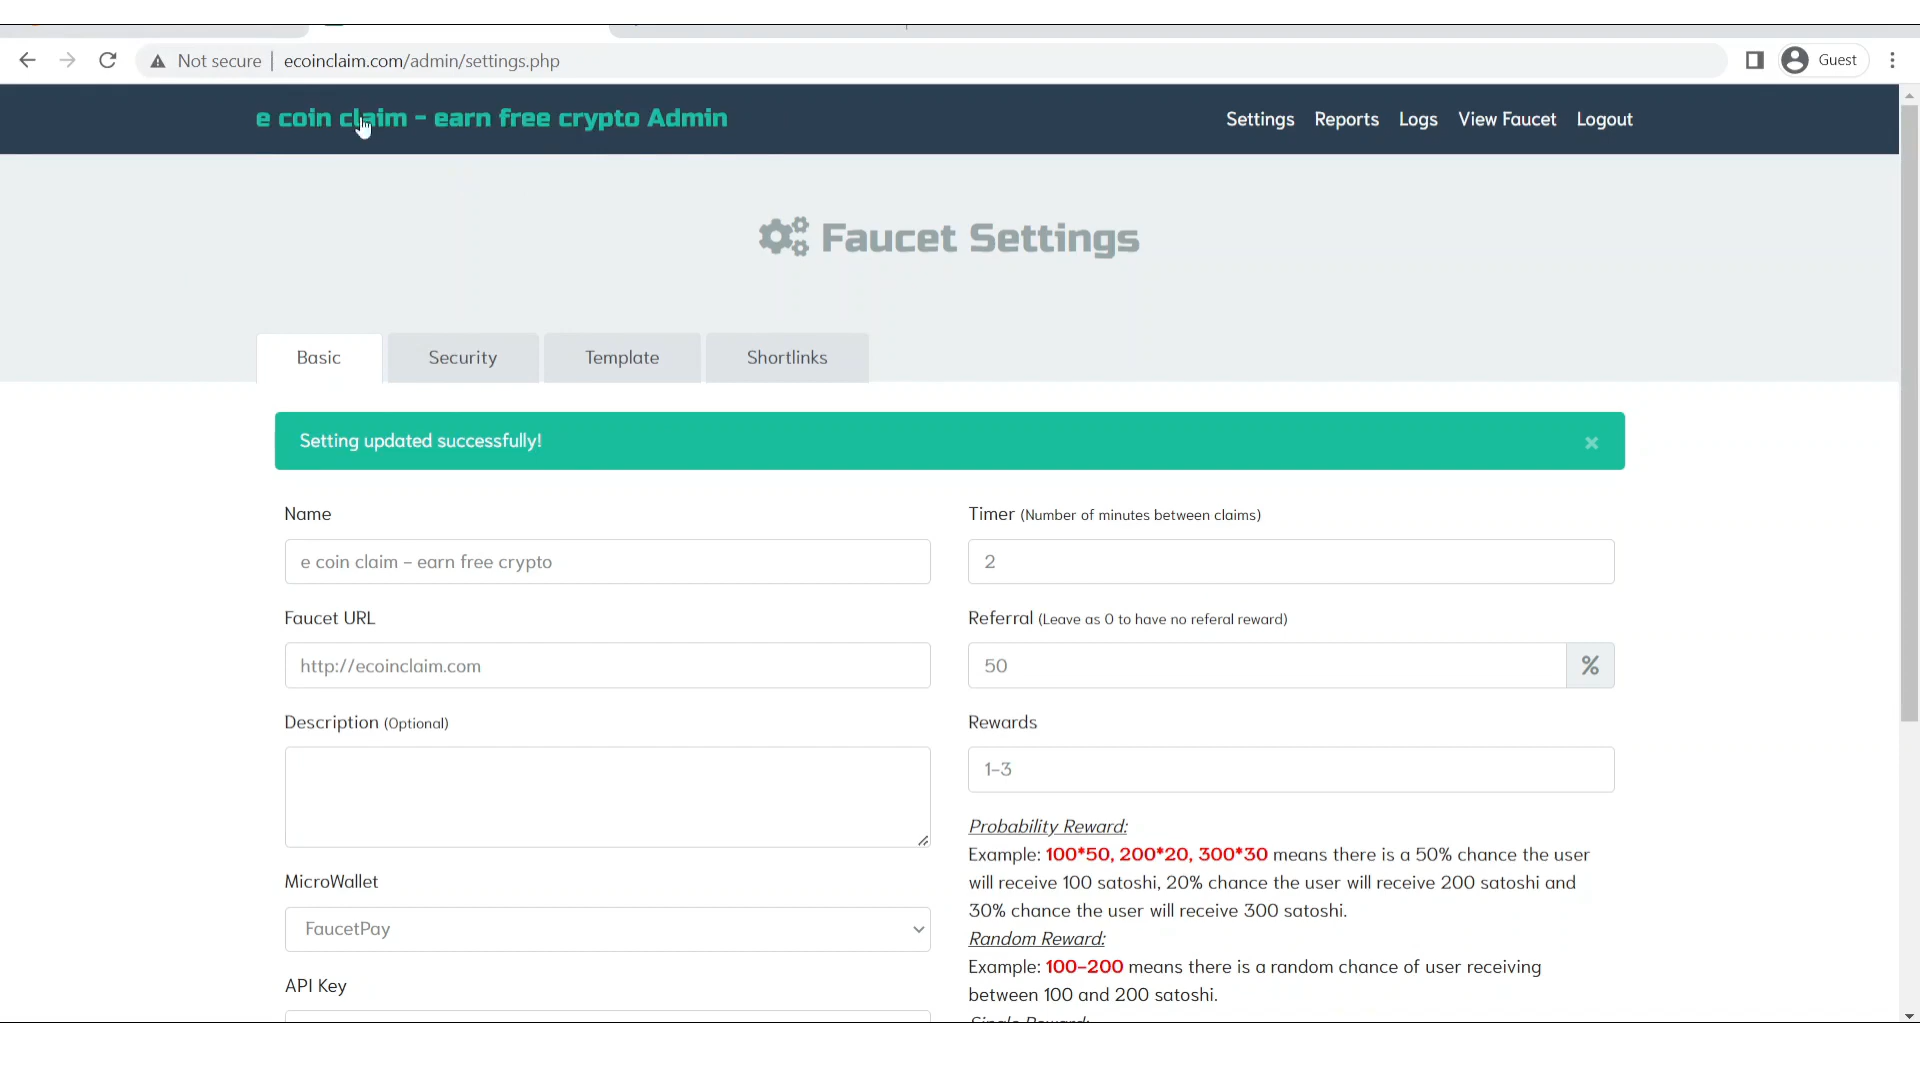 Not secure | ecoinclaim.com/admin/settings.php
Guest
e coin claim - earn free crypto Admin
Settings Reports Logs View Faucet Logout
Faucet Settings
Basic Security Template Shortlinks
Setting updated successfully!
×
Name
e coin claim - earn free crypto
Faucet URL
http://ecoinclaim.com
Description (Optional)
MicroWallet
FaucetPay
API Key
Timer (Number of minutes between claims)
2
Referral (Leave as 0 to have no referal reward)
50 %
Rewards
1-3
Probability Reward:
Example: 100*50, 200*20, 300*30 means there is a 50% chance the user
will receive 100 satoshi, 20% chance the user will receive 200 satoshi and
30% chance the user will receive 300 satoshi.
Random Reward:
Example: 100-200 means there is a random chance of user receiving
between 100 and 200 satoshi.
Single Reward: